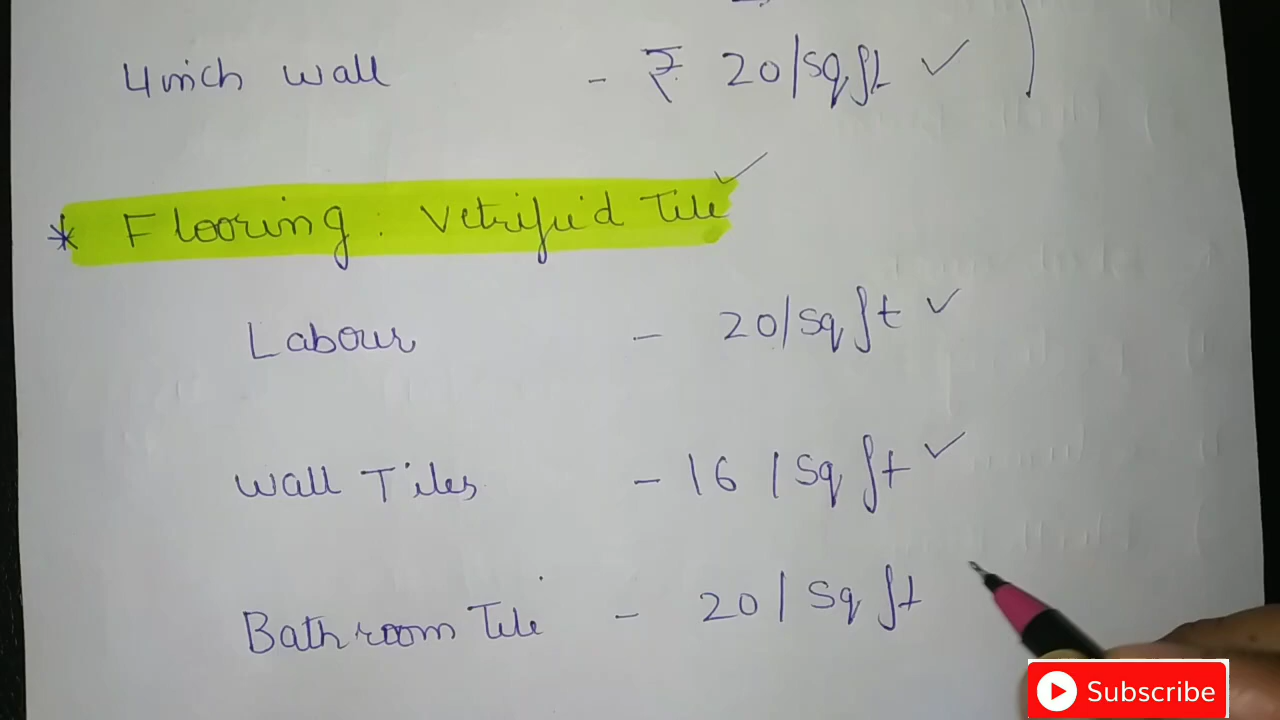 4inch wall - ₹ 20/Sqft ✓
* Flooring : Vetrified Tile ✓
Labour - 20/Sqft ✓
Wall Tiles - 16/Sqft ✓
Bathroom Tile - 20/Sqft
Subscribe